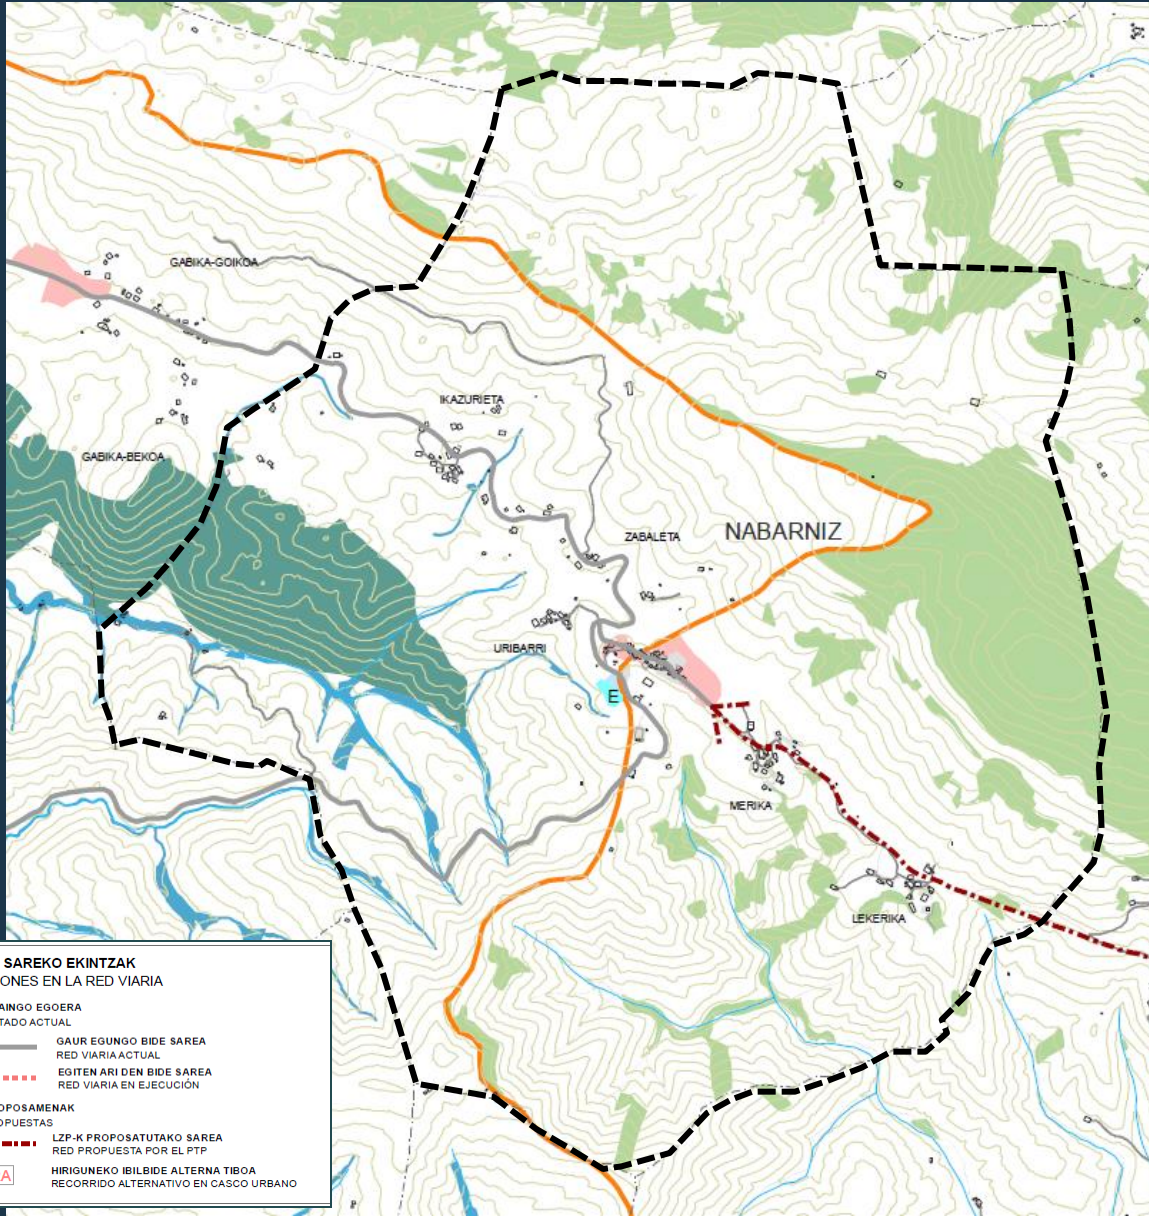 GABIKA-GOIKOA
IKAZURIETA
GABIKA-BEKOA
NABARNIZ
ZABALETA
URIBARRI
E
MERIKA
LEKERIKA
SAREKO EKINTZAK
ONES EN LA RED VIARIA
AINGO EGOERA
TADO ACTUAL
GAUR EGUNGO BIDE SAREA
RED VIARIA ACTUAL
EGITEN ARI DEN BIDE SAREA
RED VIARIA EN EJECUCIÓN
OPOSAMENAK
OPUESTAS
LZP-K PROPOSATUTAKO SAREA
RED PROPUESTA POR EL PTP
A
HIRIGUNEKO IBILBIDE ALTERNA TIBOA
RECORRIDO ALTERNATIVO EN CASCO URBANO